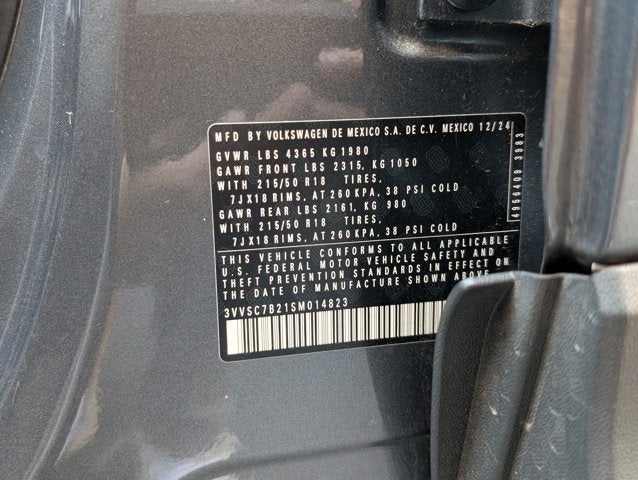 MFD BY VOLKSWAGEN DE MEXICO S.A. DE C.V. MEXICO 12/24
GVWR LBS 4365 KG 1980
GAWR FRONT LBS 2315, KG 1050
WITH 215/50 R18 TIRES,
7JX18 RIMS, AT 260 KPA, 38 PSI COLD
GAWR REAR LBS 2161, KG 980
WITH 215/50 R18 TIRES,
7JX18 RIMS, AT 260 KPA, 38 PSI COLD
THIS VEHICLE CONFORMS TO ALL APPLICABLE
U.S. FEDERAL MOTOR VEHICLE SAFETY AND
THEFT PREVENTION STANDARDS IN EFFECT ON
THE DATE OF MANUFACTURE SHOWN ABOVE.
3VVSC7B21SM014823
4956409 3983